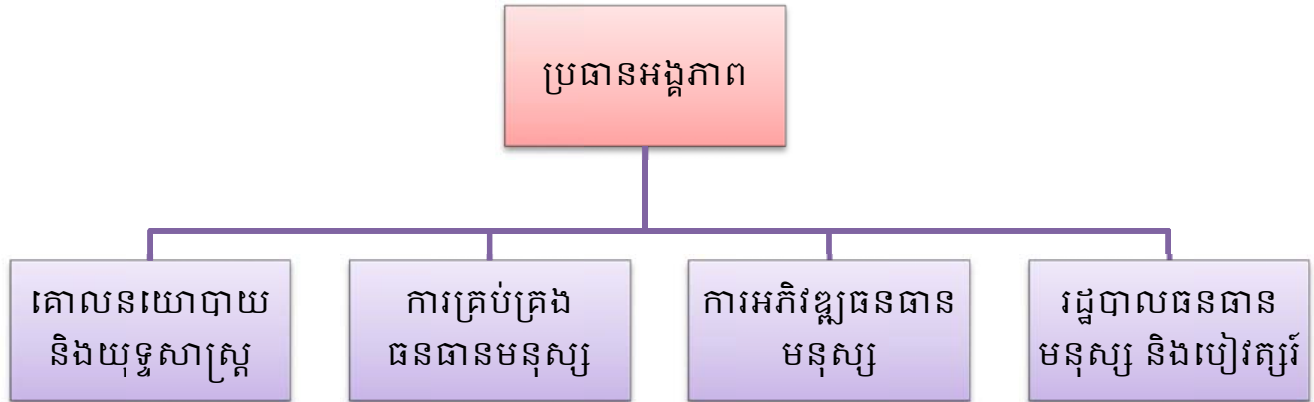 ប្រធានអង្គភាព
គោលនយោបាយ
និងយុទ្ធសាស្ត្រ
ការគ្រប់គ្រង
ធនធានមនុស្ស
ការអភិវឌ្ឍធនធាន
មនុស្ស
រដ្ឋបាលធនធាន
មនុស្ស និងបៀវត្សរ៍